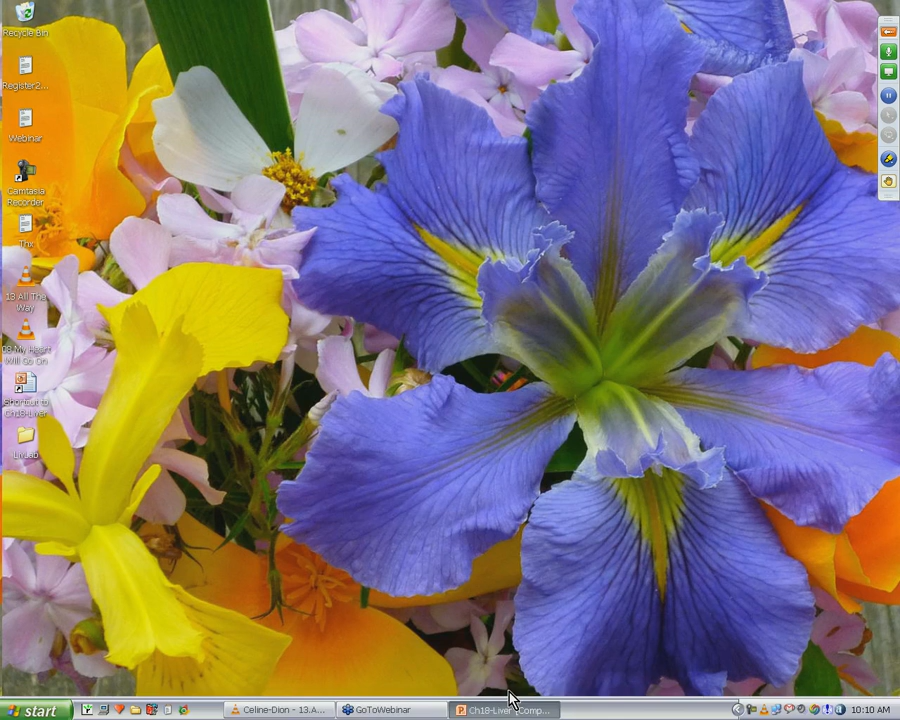 Recycle Bin
Register2...
Webinar
Camtasia
Recorder
Thx
13 All The
Way
08 My Heart
Will Go On
Shortcut to
Ch18-Liver
LivLab
start
Celine-Dion - 13.A...
GoToWebinar
Ch18-Liver [Comp...
10:10 AM